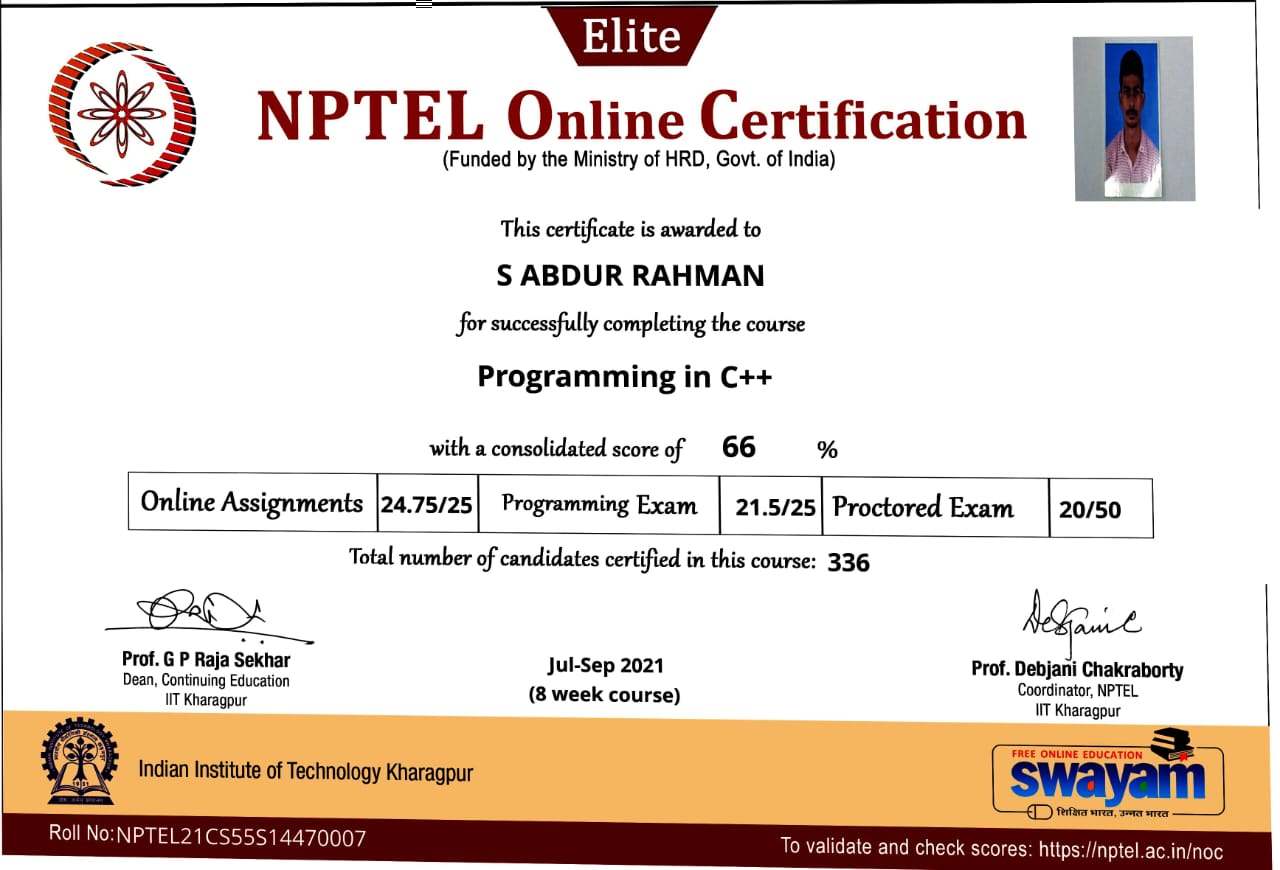 Elite
NPTEL Online Certification
(Funded by the Ministry of HRD, Govt. of India)
This certificate is awarded to
S ABDUR RAHMAN
for successfully completing the course
Programming in C++
with a consolidated score of 66 %
Online Assignments 24.75/25 Programming Exam 21.5/25 Proctored Exam 20/50
Total number of candidates certified in this course: 336
Prof. G P Raja Sekhar
Dean, Continuing Education
IIT Kharagpur
Jul-Sep 2021
(8 week course)
Prof. Debjani Chakraborty
Coordinator, NPTEL
IIT Kharagpur
1951
Indian Institute of Technology Kharagpur
FREE ONLINE EDUCATION
swayam
शिक्षित भारत, उन्नत भारत
Roll No:NPTEL21CS55S14470007
To validate and check scores: https://nptel.ac.in/noc